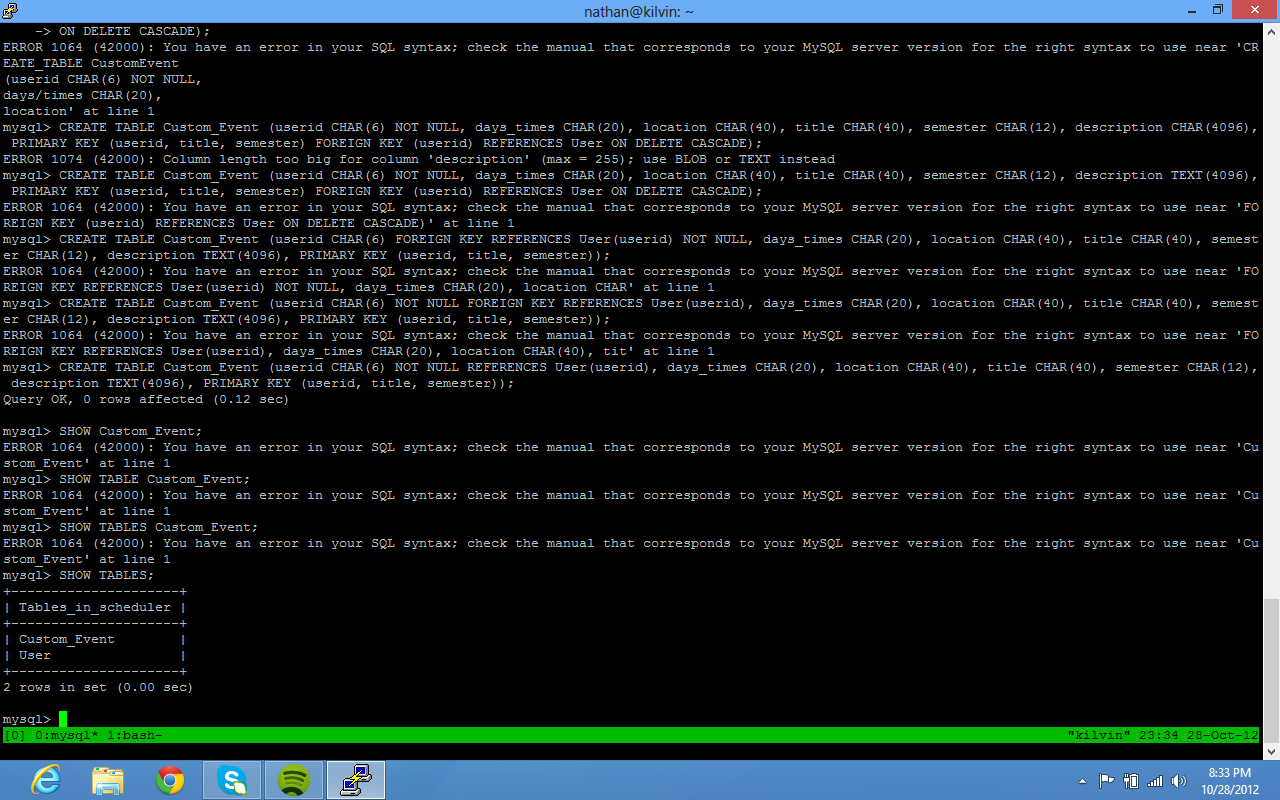 nathan@kilvin: ~
    -> ON DELETE CASCADE);
ERROR 1064 (42000): You have an error in your SQL syntax; check the manual that corresponds to your MySQL server version for the right syntax to use near 'CR
EATE_TABLE CustomEvent
(userid CHAR(6) NOT NULL,
days/times CHAR(20),
location' at line 1
mysql> CREATE TABLE Custom_Event (userid CHAR(6) NOT NULL, days_times CHAR(20), location CHAR(40), title CHAR(40), semester CHAR(12), description CHAR(4096),
 PRIMARY KEY (userid, title, semester) FOREIGN KEY (userid) REFERENCES User ON DELETE CASCADE);
ERROR 1074 (42000): Column length too big for column 'description' (max = 255); use BLOB or TEXT instead
mysql> CREATE TABLE Custom_Event (userid CHAR(6) NOT NULL, days_times CHAR(20), location CHAR(40), title CHAR(40), semester CHAR(12), description TEXT(4096),
 PRIMARY KEY (userid, title, semester) FOREIGN KEY (userid) REFERENCES User ON DELETE CASCADE);
ERROR 1064 (42000): You have an error in your SQL syntax; check the manual that corresponds to your MySQL server version for the right syntax to use near 'FO
REIGN KEY (userid) REFERENCES User ON DELETE CASCADE)' at line 1
mysql> CREATE TABLE Custom_Event (userid CHAR(6) FOREIGN KEY REFERENCES User(userid) NOT NULL, days_times CHAR(20), location CHAR(40), title CHAR(40), semest
er CHAR(12), description TEXT(4096), PRIMARY KEY (userid, title, semester));
ERROR 1064 (42000): You have an error in your SQL syntax; check the manual that corresponds to your MySQL server version for the right syntax to use near 'FO
REIGN KEY REFERENCES User(userid) NOT NULL, days_times CHAR(20), location CHAR' at line 1
mysql> CREATE TABLE Custom_Event (userid CHAR(6) NOT NULL FOREIGN KEY REFERENCES User(userid), days_times CHAR(20), location CHAR(40), title CHAR(40), semest
er CHAR(12), description TEXT(4096), PRIMARY KEY (userid, title, semester));
ERROR 1064 (42000): You have an error in your SQL syntax; check the manual that corresponds to your MySQL server version for the right syntax to use near 'FO
REIGN KEY REFERENCES User(userid), days_times CHAR(20), location CHAR(40), tit' at line 1
mysql> CREATE TABLE Custom_Event (userid CHAR(6) NOT NULL REFERENCES User(userid), days_times CHAR(20), location CHAR(40), title CHAR(40), semester CHAR(12),
 description TEXT(4096), PRIMARY KEY (userid, title, semester));
Query OK, 0 rows affected (0.12 sec)
mysql> SHOW Custom_Event;
ERROR 1064 (42000): You have an error in your SQL syntax; check the manual that corresponds to your MySQL server version for the right syntax to use near 'Cu
stom_Event' at line 1
mysql> SHOW TABLE Custom_Event;
ERROR 1064 (42000): You have an error in your SQL syntax; check the manual that corresponds to your MySQL server version for the right syntax to use near 'Cu
stom_Event' at line 1
mysql> SHOW TABLES Custom_Event;
ERROR 1064 (42000): You have an error in your SQL syntax; check the manual that corresponds to your MySQL server version for the right syntax to use near 'Cu
stom_Event' at line 1
mysql> SHOW TABLES;
+---------------------+
| Tables_in_scheduler |
+---------------------+
| Custom_Event        |
| User                |
+---------------------+
2 rows in set (0.00 sec)
mysql>
[0] 0:mysql* 1:bash- "kilvin" 23:34 28-Oct-12
8:33 PM
10/28/2012